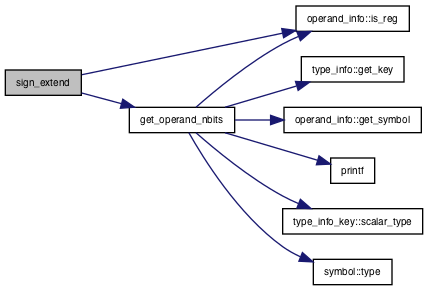 operand_info::is_reg
type_info::get_key
sign_extend
get_operand_nbits
operand_info::get_symbol
printf
type_info_key::scalar_type
symbol::type